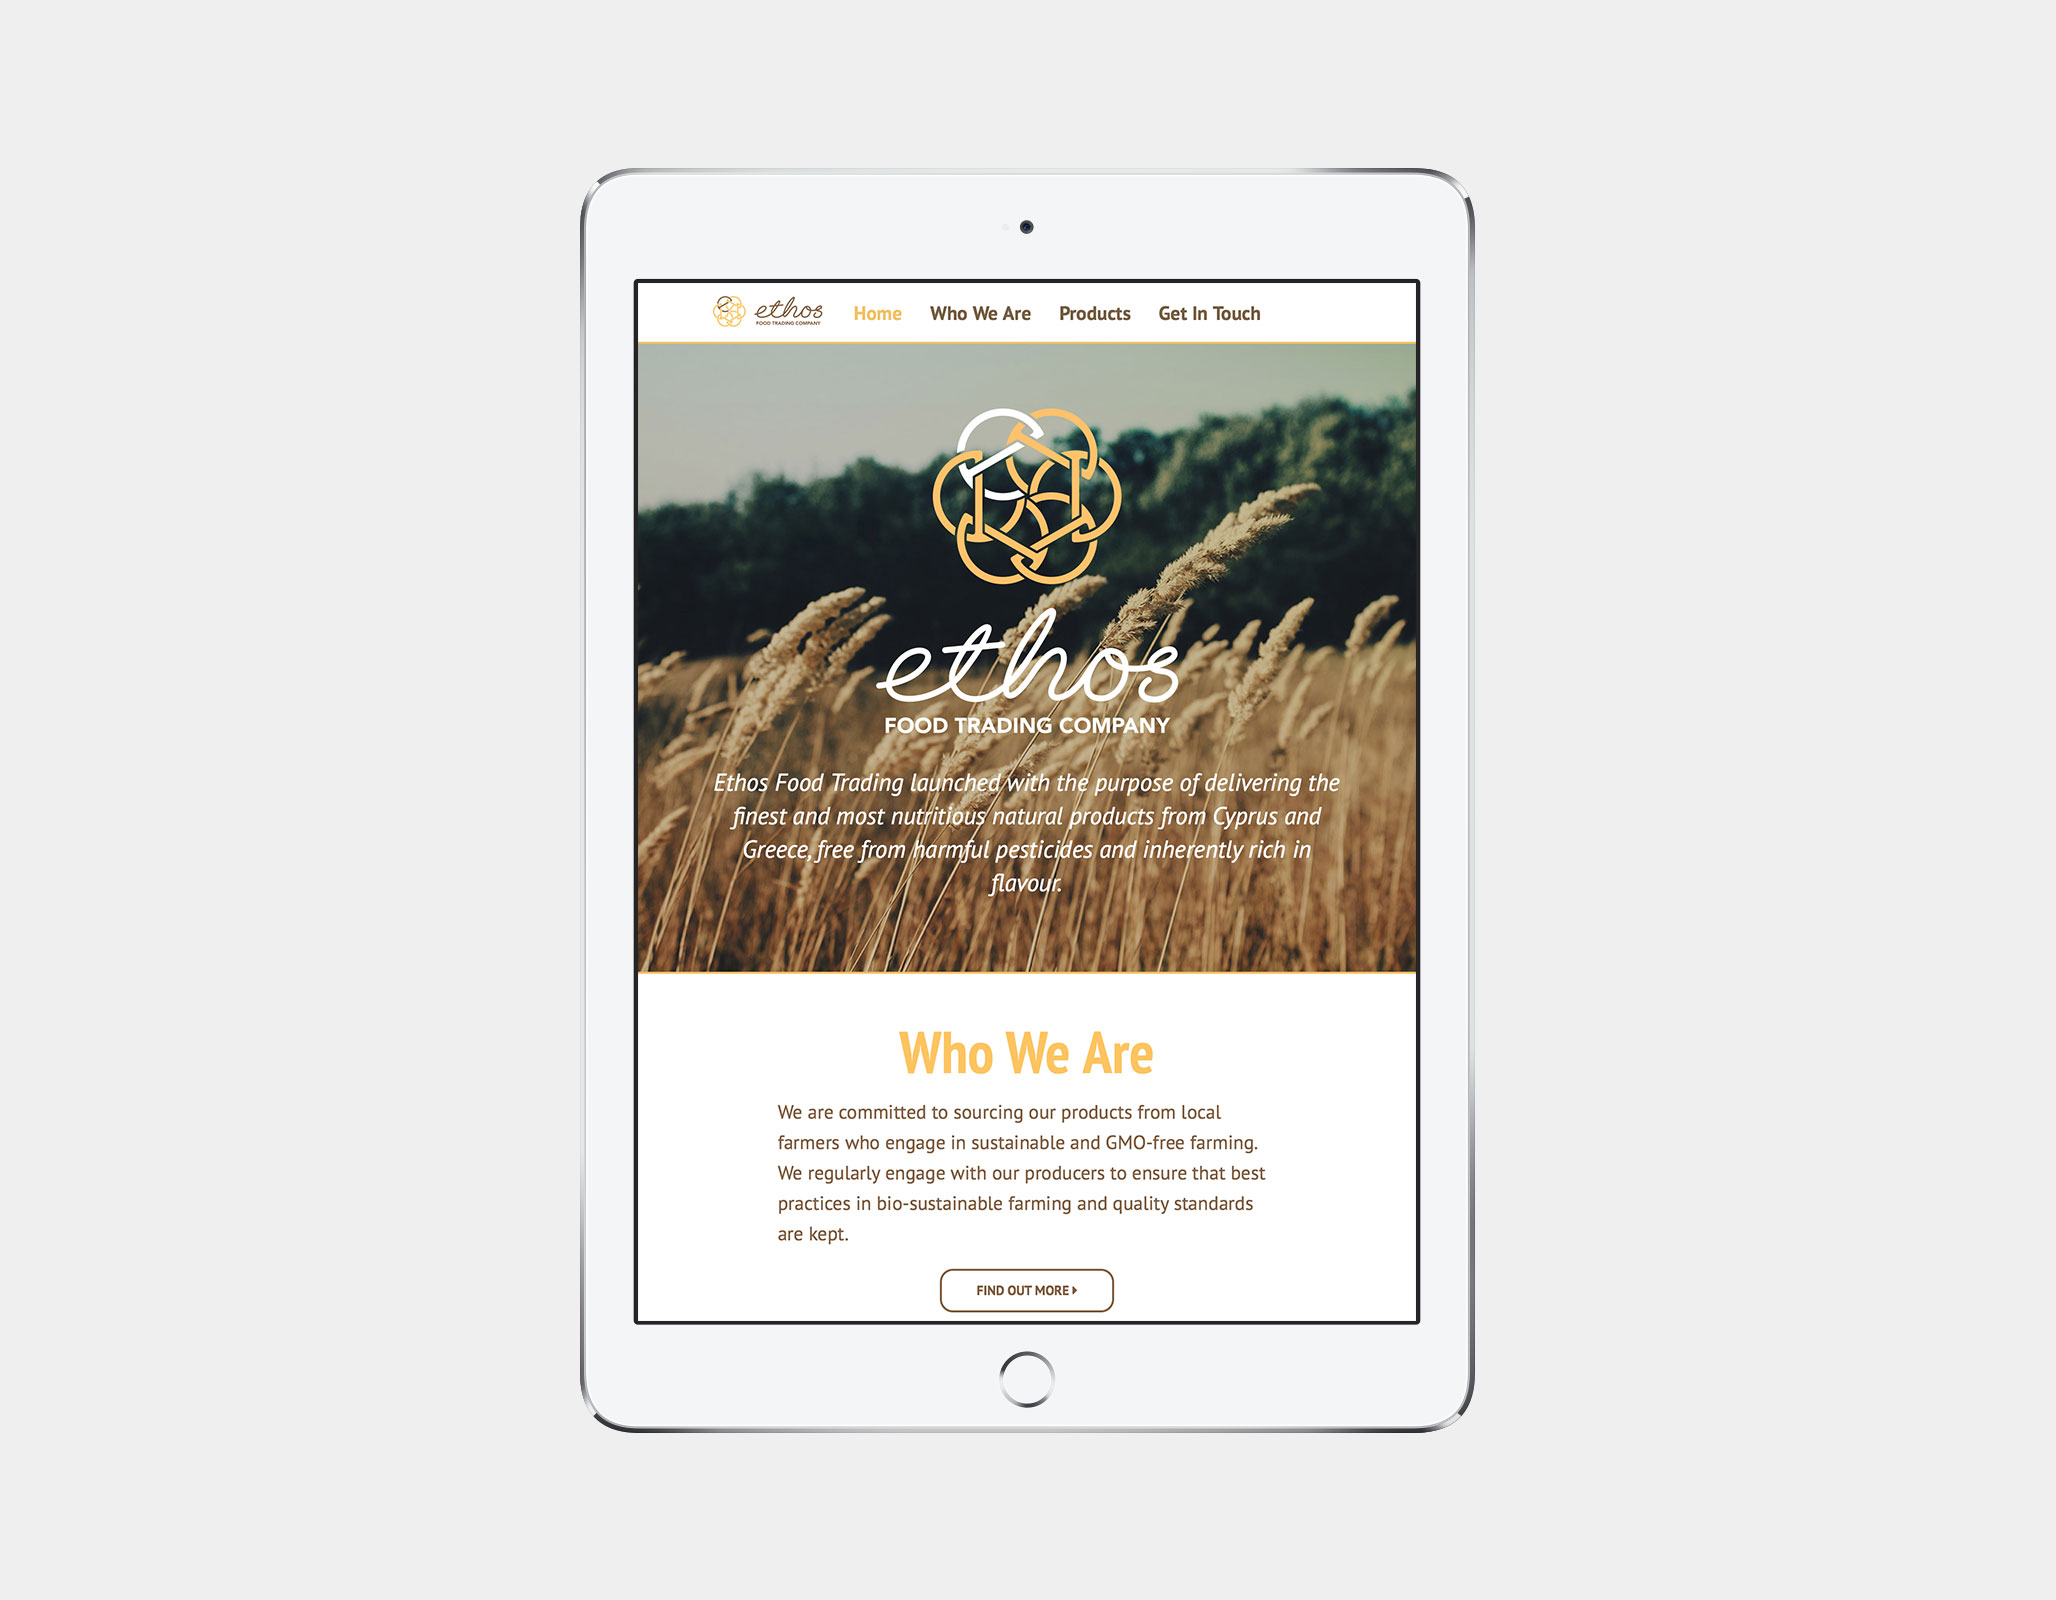 ethos
FOOD TRADING COMPANY
Home Who We Are Products Get In Touch
ethos
FOOD TRADING COMPANY
Ethos Food Trading launched with the purpose of delivering the
finest and most nutritious natural products from Cyprus and
Greece, free from harmful pesticides and inherently rich in
flavour.
Who We Are
We are committed to sourcing our products from local
farmers who engage in sustainable and GMO-free farming.
We regularly engage with our producers to ensure that best
practices in bio-sustainable farming and quality standards
are kept.
FIND OUT MORE